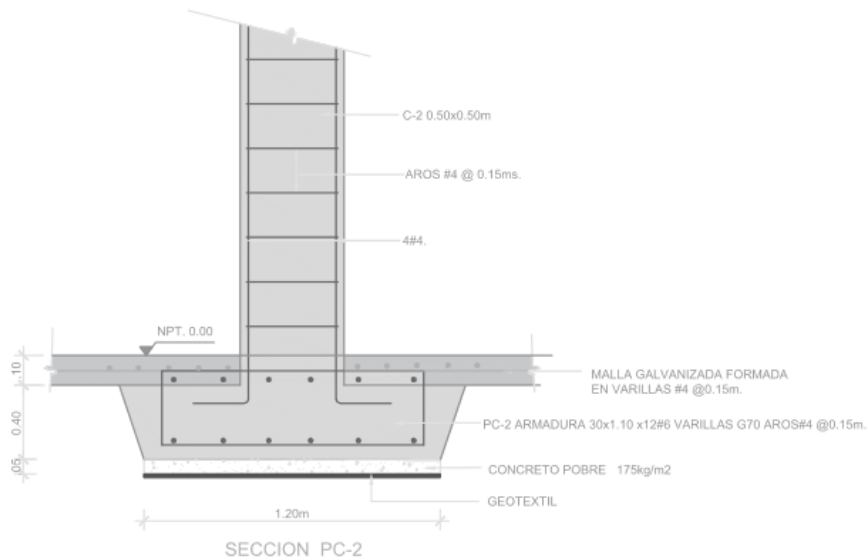 C-2 0.50x0.50m
AROS #4 @ 0.15ms.
4#4.
NPT. 0.00
.10
MALLA GALVANIZADA FORMADA
EN VARILLAS #4 @0.15m.
0.40
PC-2 ARMADURA 30x1.10 x12#6 VARILLAS G70 AROS#4 @0.15m.
.05
CONCRETO POBRE 175kg/m2
GEOTEXTIL
1.20m
SECCION PC-2